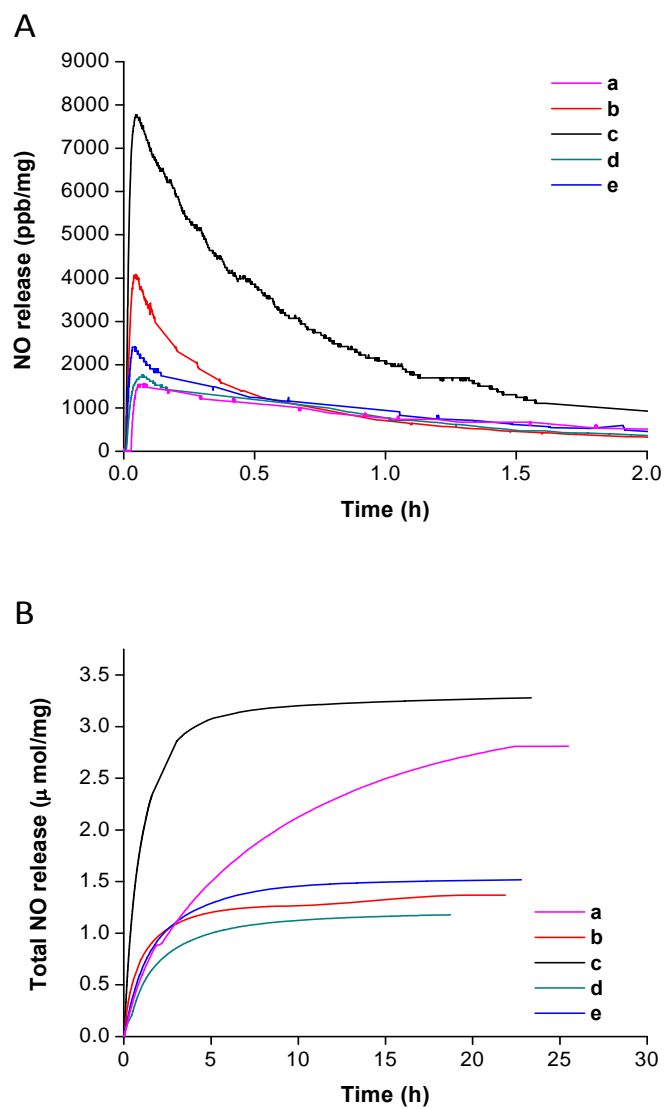 A
9000
8000
7000
6000
5000
4000
3000
2000
1000
0
NO release (ppb/mg)
a
b
c
d
e
0.0 0.5 1.0 1.5 2.0
Time (h)
B
3.5
3.0
2.5
2.0
1.5
1.0
0.5
0.0
Total NO release (μ mol/mg)
a
b
c
d
e
0 5 10 15 20 25 30
Time (h)